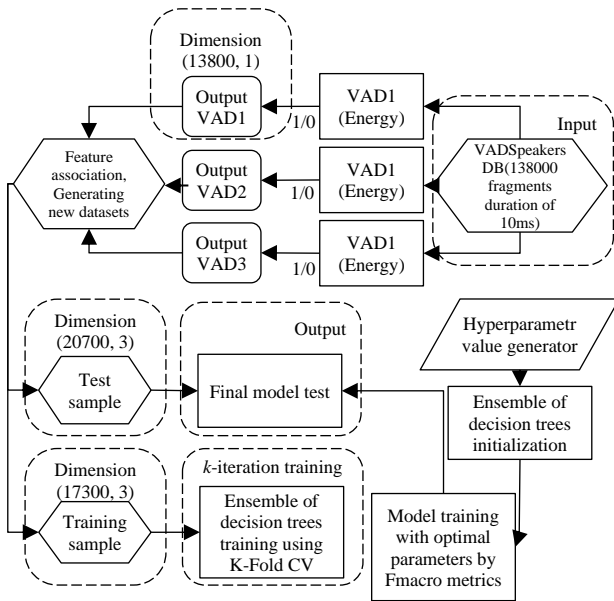 Dimension
(13800, 1)
Output
VAD1
1/0
VAD1
(Energy)
Input
Feature
association,
Generating
new datasets
Output
VAD2
1/0
VAD1
(Energy)
VADSpeakers
DB(138000
fragments
duration of
10ms)
Output
VAD3
1/0
VAD1
(Energy)
Dimension
(20700, 3)
Test
sample
Output
Final model test
Hyperparametr
value generator
Ensemble of
decision trees
initialization
Dimension
(17300, 3)
Training
sample
k-iteration training
Ensemble of
decision trees
training using
K-Fold CV
Model training
with optimal
parameters by
Fmacro metrics